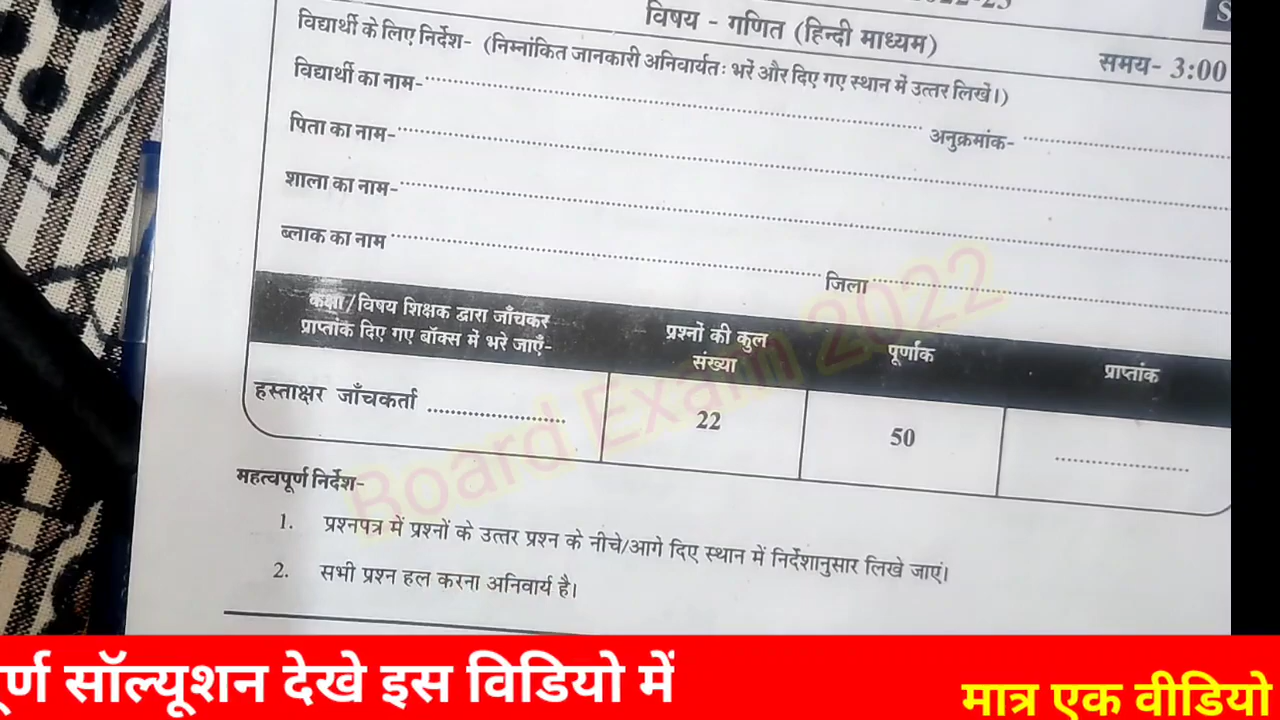 विषय - गणित (हिन्दी माध्यम)
समय- 3:00
विद्यार्थी के लिए निर्देश- (निम्नांकित जानकारी अनिवार्यतः भरें और दिए गए स्थान में उत्तर लिखें।)
विद्यार्थी का नाम- अनुक्रमांक-
पिता का नाम-
शाला का नाम-
ब्लाक का नाम जिला
कक्षा/विषय शिक्षक द्वारा जाँचकर
प्राप्तांक दिए गए बॉक्स में भरे जाएँ-
प्रश्नों की कुल
संख्या
पूर्णांक
प्राप्तांक
हस्ताक्षर जाँचकर्ता
22
50
Board Exam 2022
महत्वपूर्ण निर्देश-
1. प्रश्नपत्र में प्रश्नों के उत्तर प्रश्न के नीचे/आगे दिए स्थान में निर्देशानुसार लिखे जाएं।
2. सभी प्रश्न हल करना अनिवार्य है।
सॉल्यूशन देखे इस विडियो में
मात्र एक वीडियो